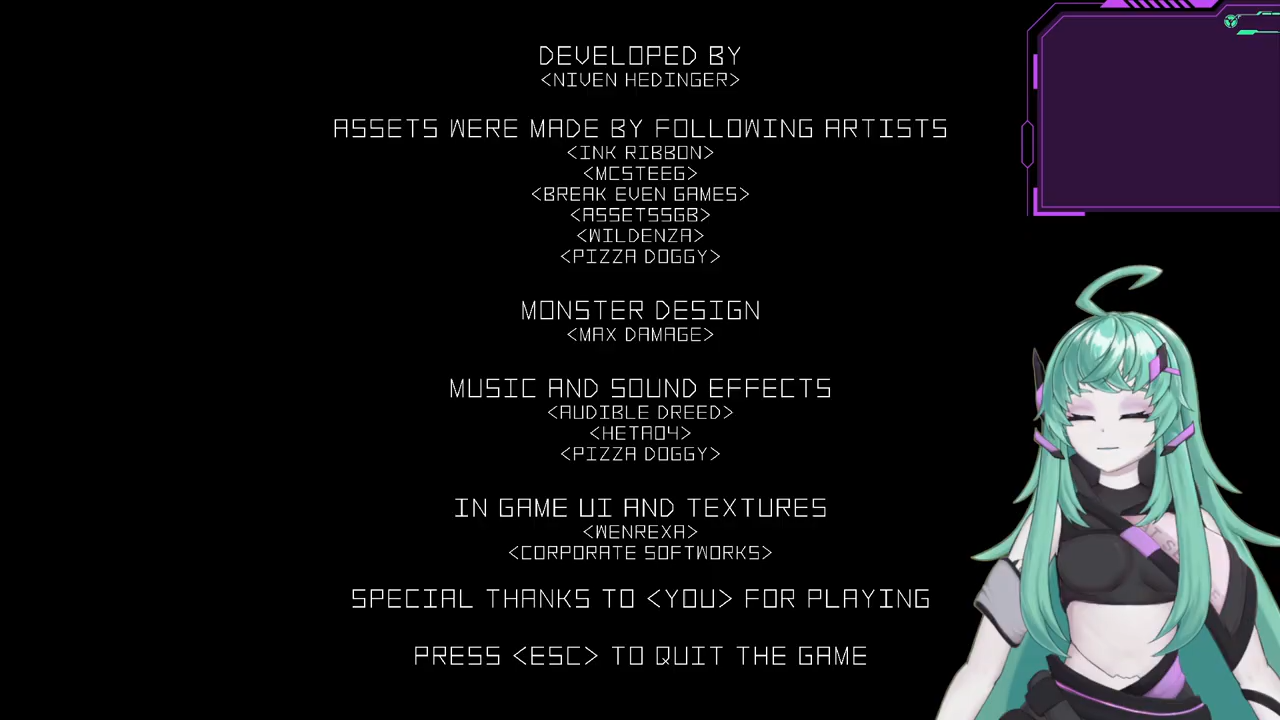 DEVELOPED BY
<NIVEN HEDINGER>
ASSETS WERE MADE BY FOLLOWING ARTISTS
<INK RIBBON>
<MCSTEEG>
<BREAK EVEN GAMES>
<ASSETSSGB>
<WILDENZA>
<PIZZA DOGGY>
MONSTER DESIGN
<MAX DAMAGE>
MUSIC AND SOUND EFFECTS
<AUDIBLE DREED>
<HETA04>
<PIZZA DOGGY>
IN GAME UI AND TEXTURES
<WENREXA>
<CORPORATE SOFTWORKS>
SPECIAL THANKS TO <YOU> FOR PLAYING
PRESS <ESC> TO QUIT THE GAME